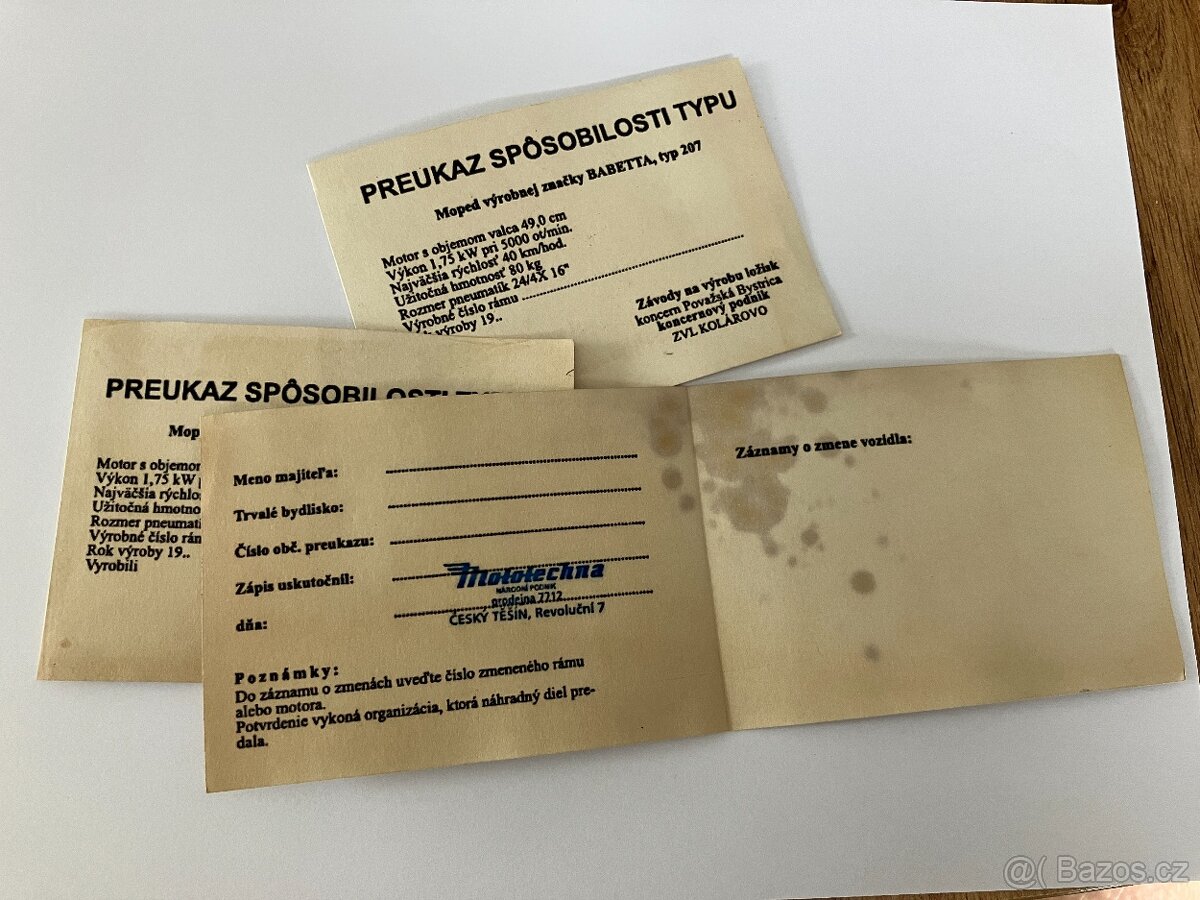 PREUKAZ SPÔSOBILOSTI TYPU
Moped výrobnej značky BABETTA, typ 207
Motor s objemom valca 49,0 cm
Výkon 1,75 kW pri 5000 ot/min.
Najväčšia rýchlosť 40 km/hod.
Užitočná hmotnosť 80 kg
Rozmer pneumatík 24/4X 16"
Výrobné číslo rámu
výroby 19..
Závody na výrobu ložisk
koncern Považská Bystrica
koncernový podnik
ZVL KOLÁROVO
PREUKAZ SPÔSOBILOSTI
Mop
Motor s objemom
Výkon 1,75 kW
Najväčšia rýchlos
Užitočná hmotno
Rozmer pneumati
Výrobné číslo rám
Rok výroby 19..
Vyrobili
Meno majiteľa:
Trvalé bydlisko:
Číslo obč. preukazu:
Zápis uskutočnil:
dňa:
Mototechna
NÁRODNÍ PODNIK
prodejna 7712
ČESKÝ TĚŠÍN, Revoluční 7
Poznámky:
Do záznamu o zmenách uveďte číslo zmeneného rámu
alebo motora.
Potvrdenie vykoná organizácia, ktorá náhradný diel pre-
dala.
Záznamy o zmene vozidla:
@( Bazos.cz